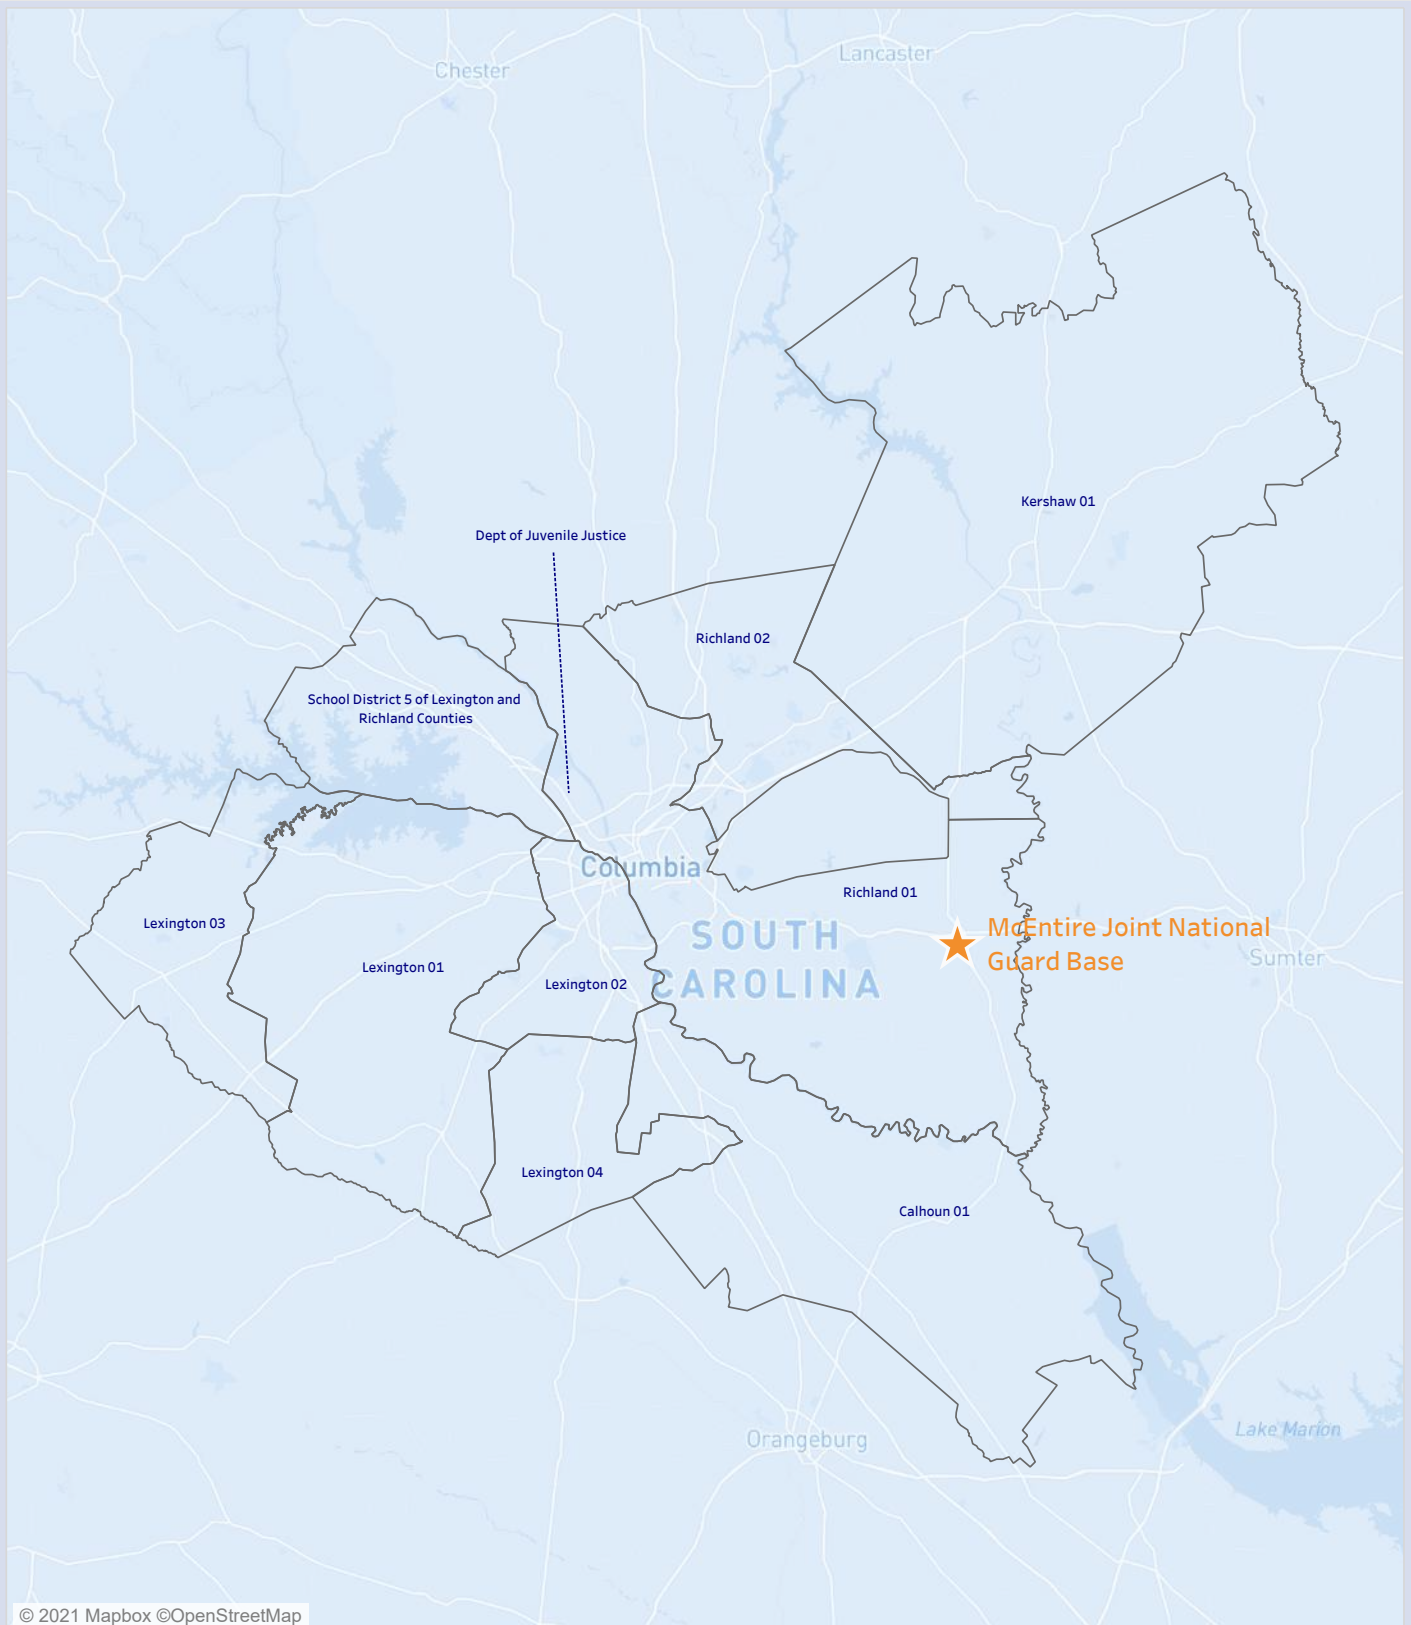 Lancaster
Chester
Kershaw 01
Dept of Juvenile Justice
Richland 02
School District 5 of Lexington and
Richland Counties
Columbia
Richland 01
Lexington 03
McEntire Joint National
Guard Base
SOUTH
CAROLINA
Sumter
Lexington 01
Lexington 02
Lexington 04
Calhoun 01
Lake Marion
Orangeburg
© 2021 Mapbox ©OpenStreetMap